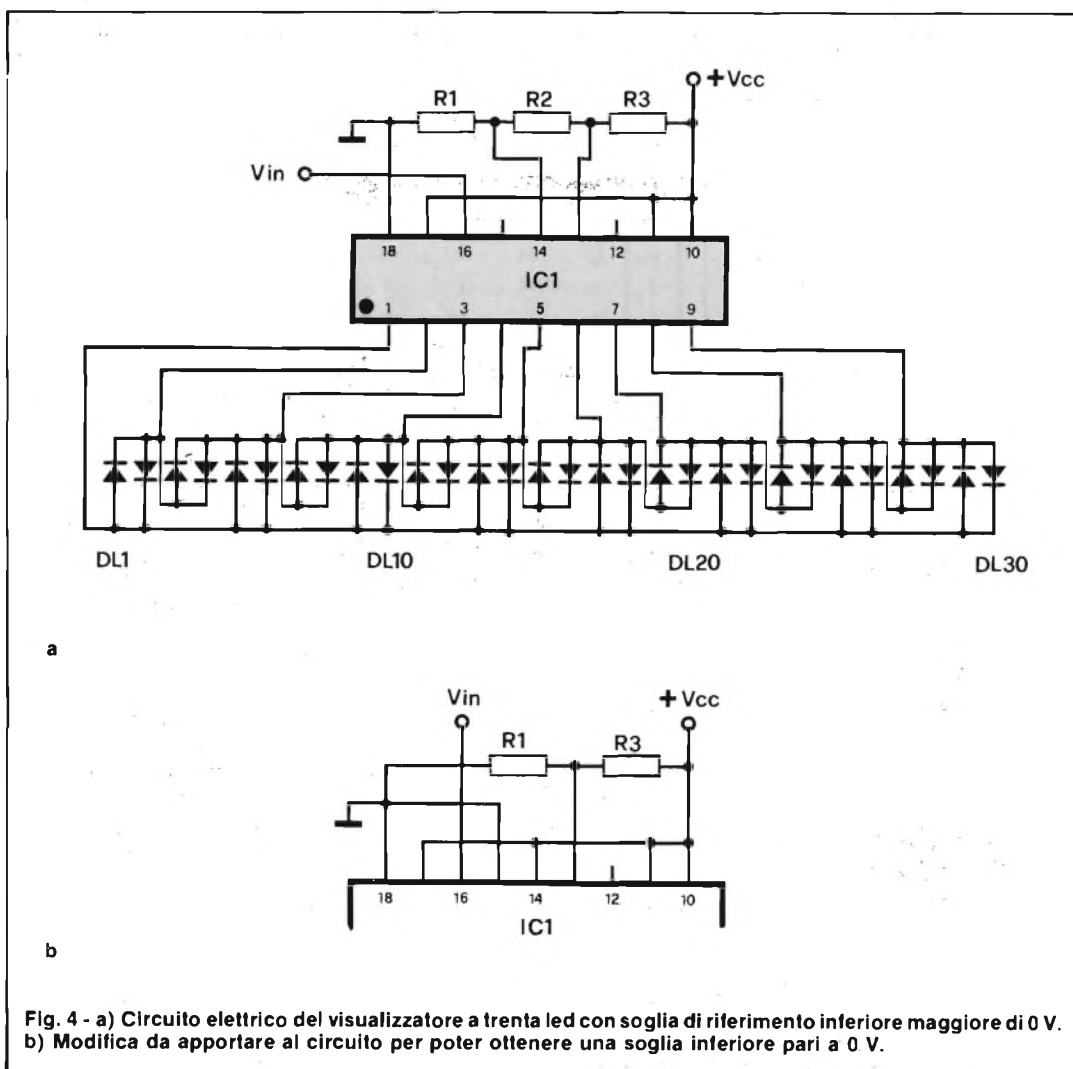 +Vcc
R1 R2 R3
Vin
18 16 14 12 10
IC1
1 3 5 7 9
DL1 DL10 DL20 DL30
a
Vin +Vcc
R1 R3
18 16 14 12 10
IC1
b
Fig. 4 - a) Circuito elettrico del visualizzatore a trenta led con soglia di riferimento inferiore maggiore di 0 V.
b) Modifica da apportare al circuito per poter ottenere una soglia inferiore pari a 0 V.